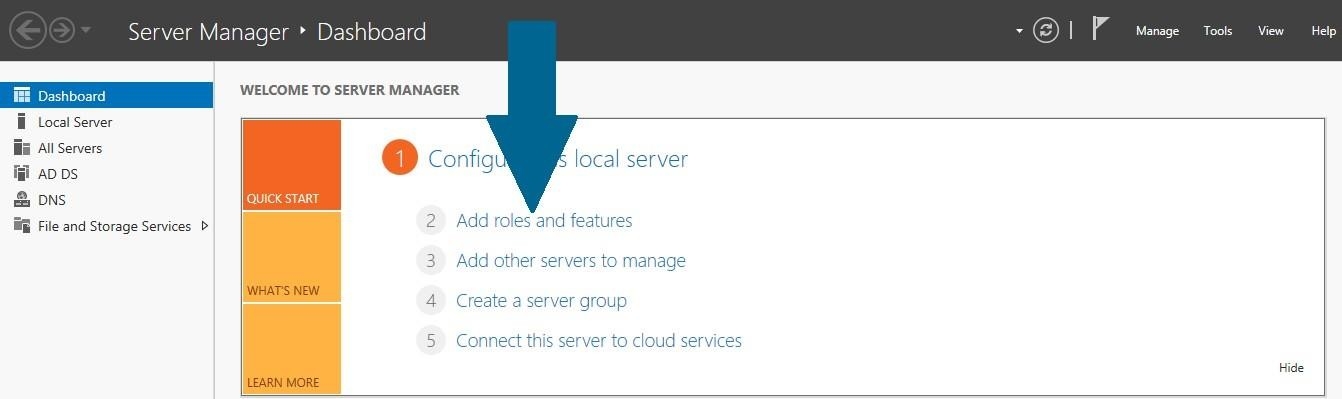 Server Manager ‣ Dashboard
Manage Tools View Help
Dashboard
Local Server
All Servers
AD DS
DNS
File and Storage Services
WELCOME TO SERVER MANAGER
QUICK START
WHAT'S NEW
LEARN MORE
1 Configu s local server
2 Add roles and features
3 Add other servers to manage
4 Create a server group
5 Connect this server to cloud services
Hide